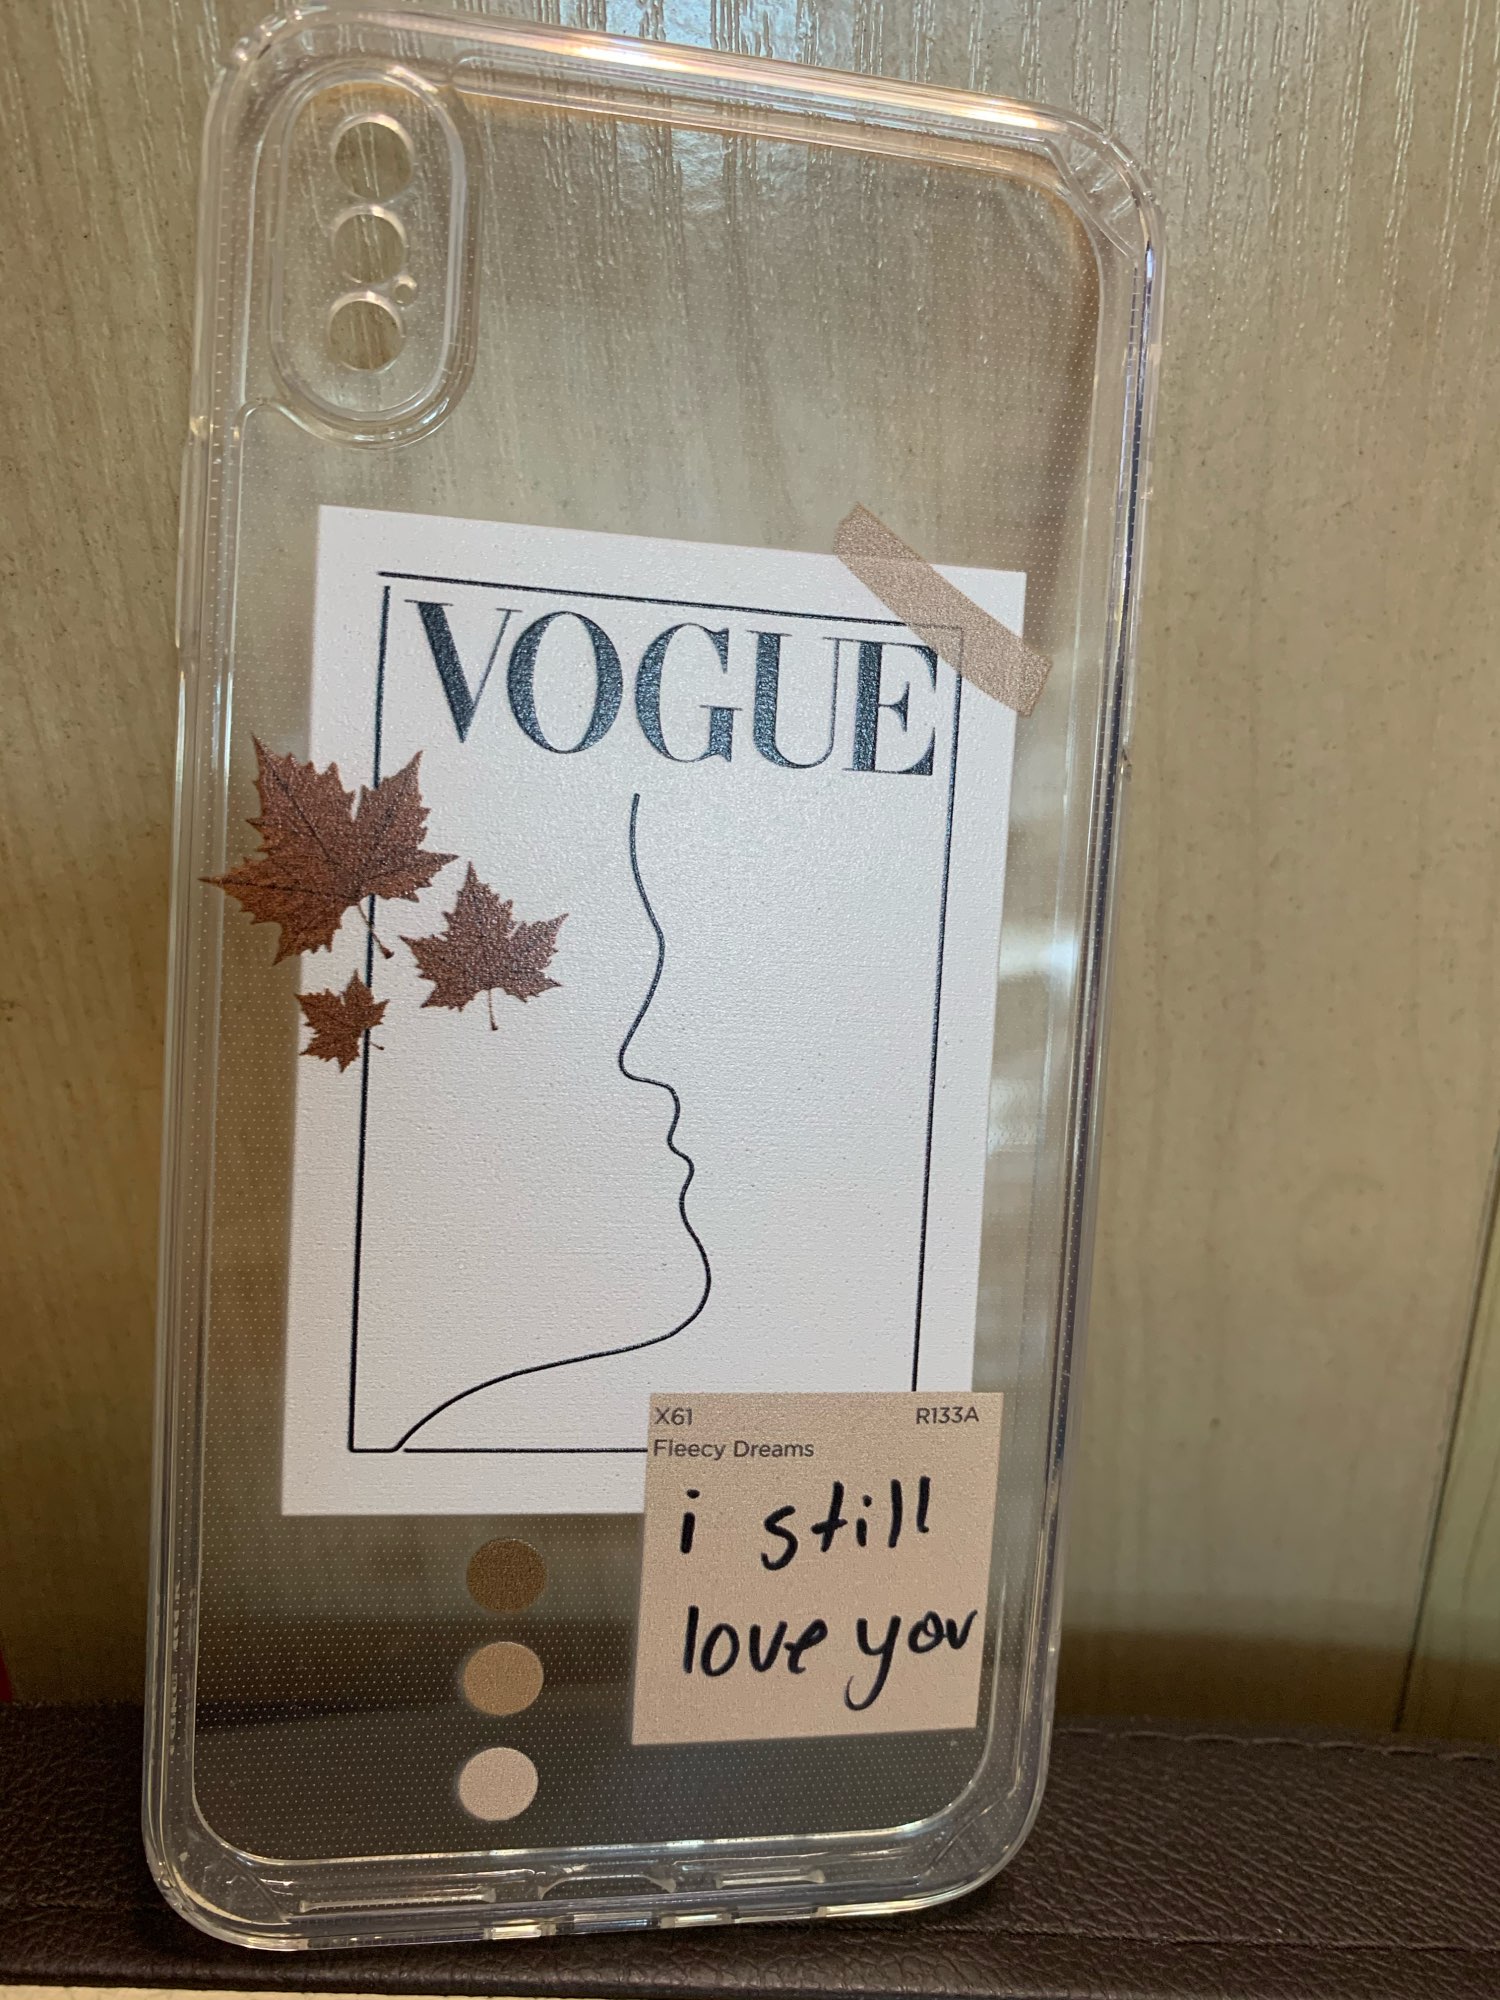 VOGUE
X61 R133A
Fleecy Dreams
i still
love you